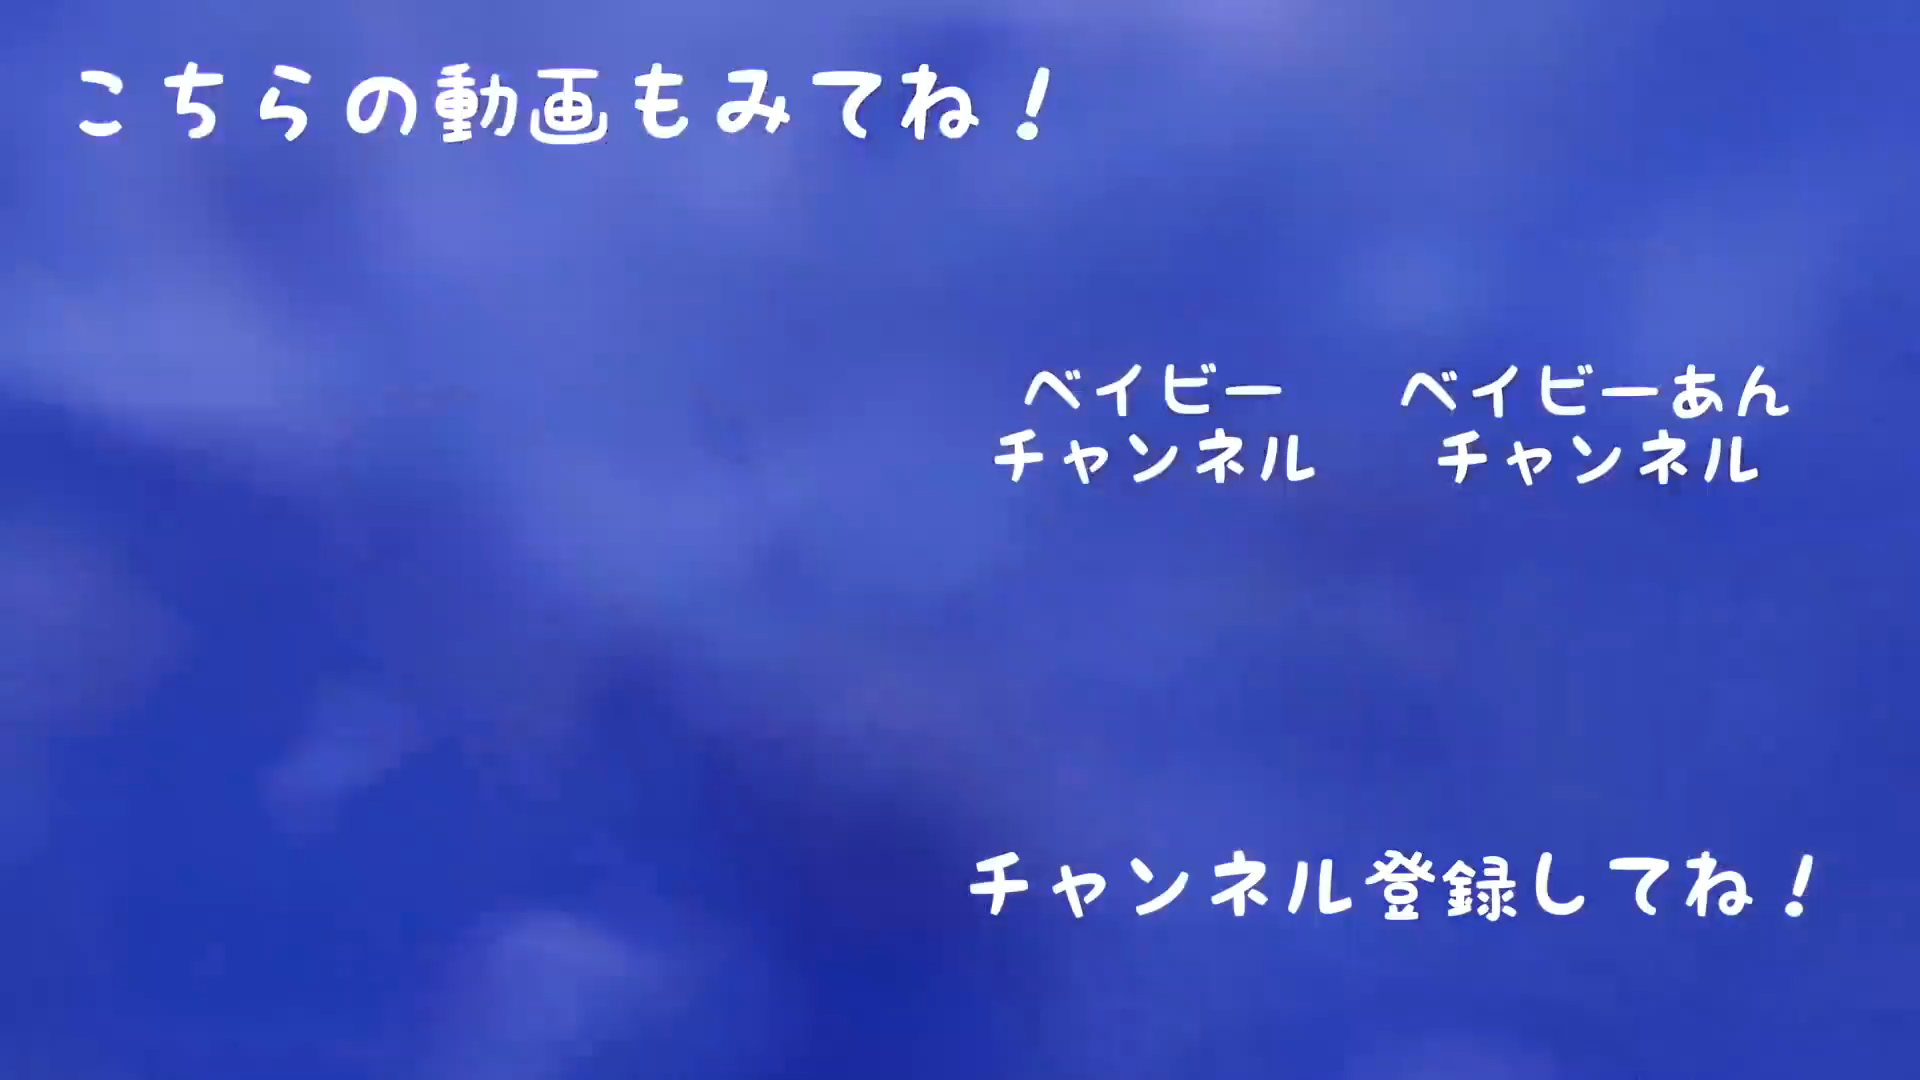 こちらの動画もみてね！
ベイビー
チャンネル
ベイビーあん
チャンネル
チャンネル登録してね！